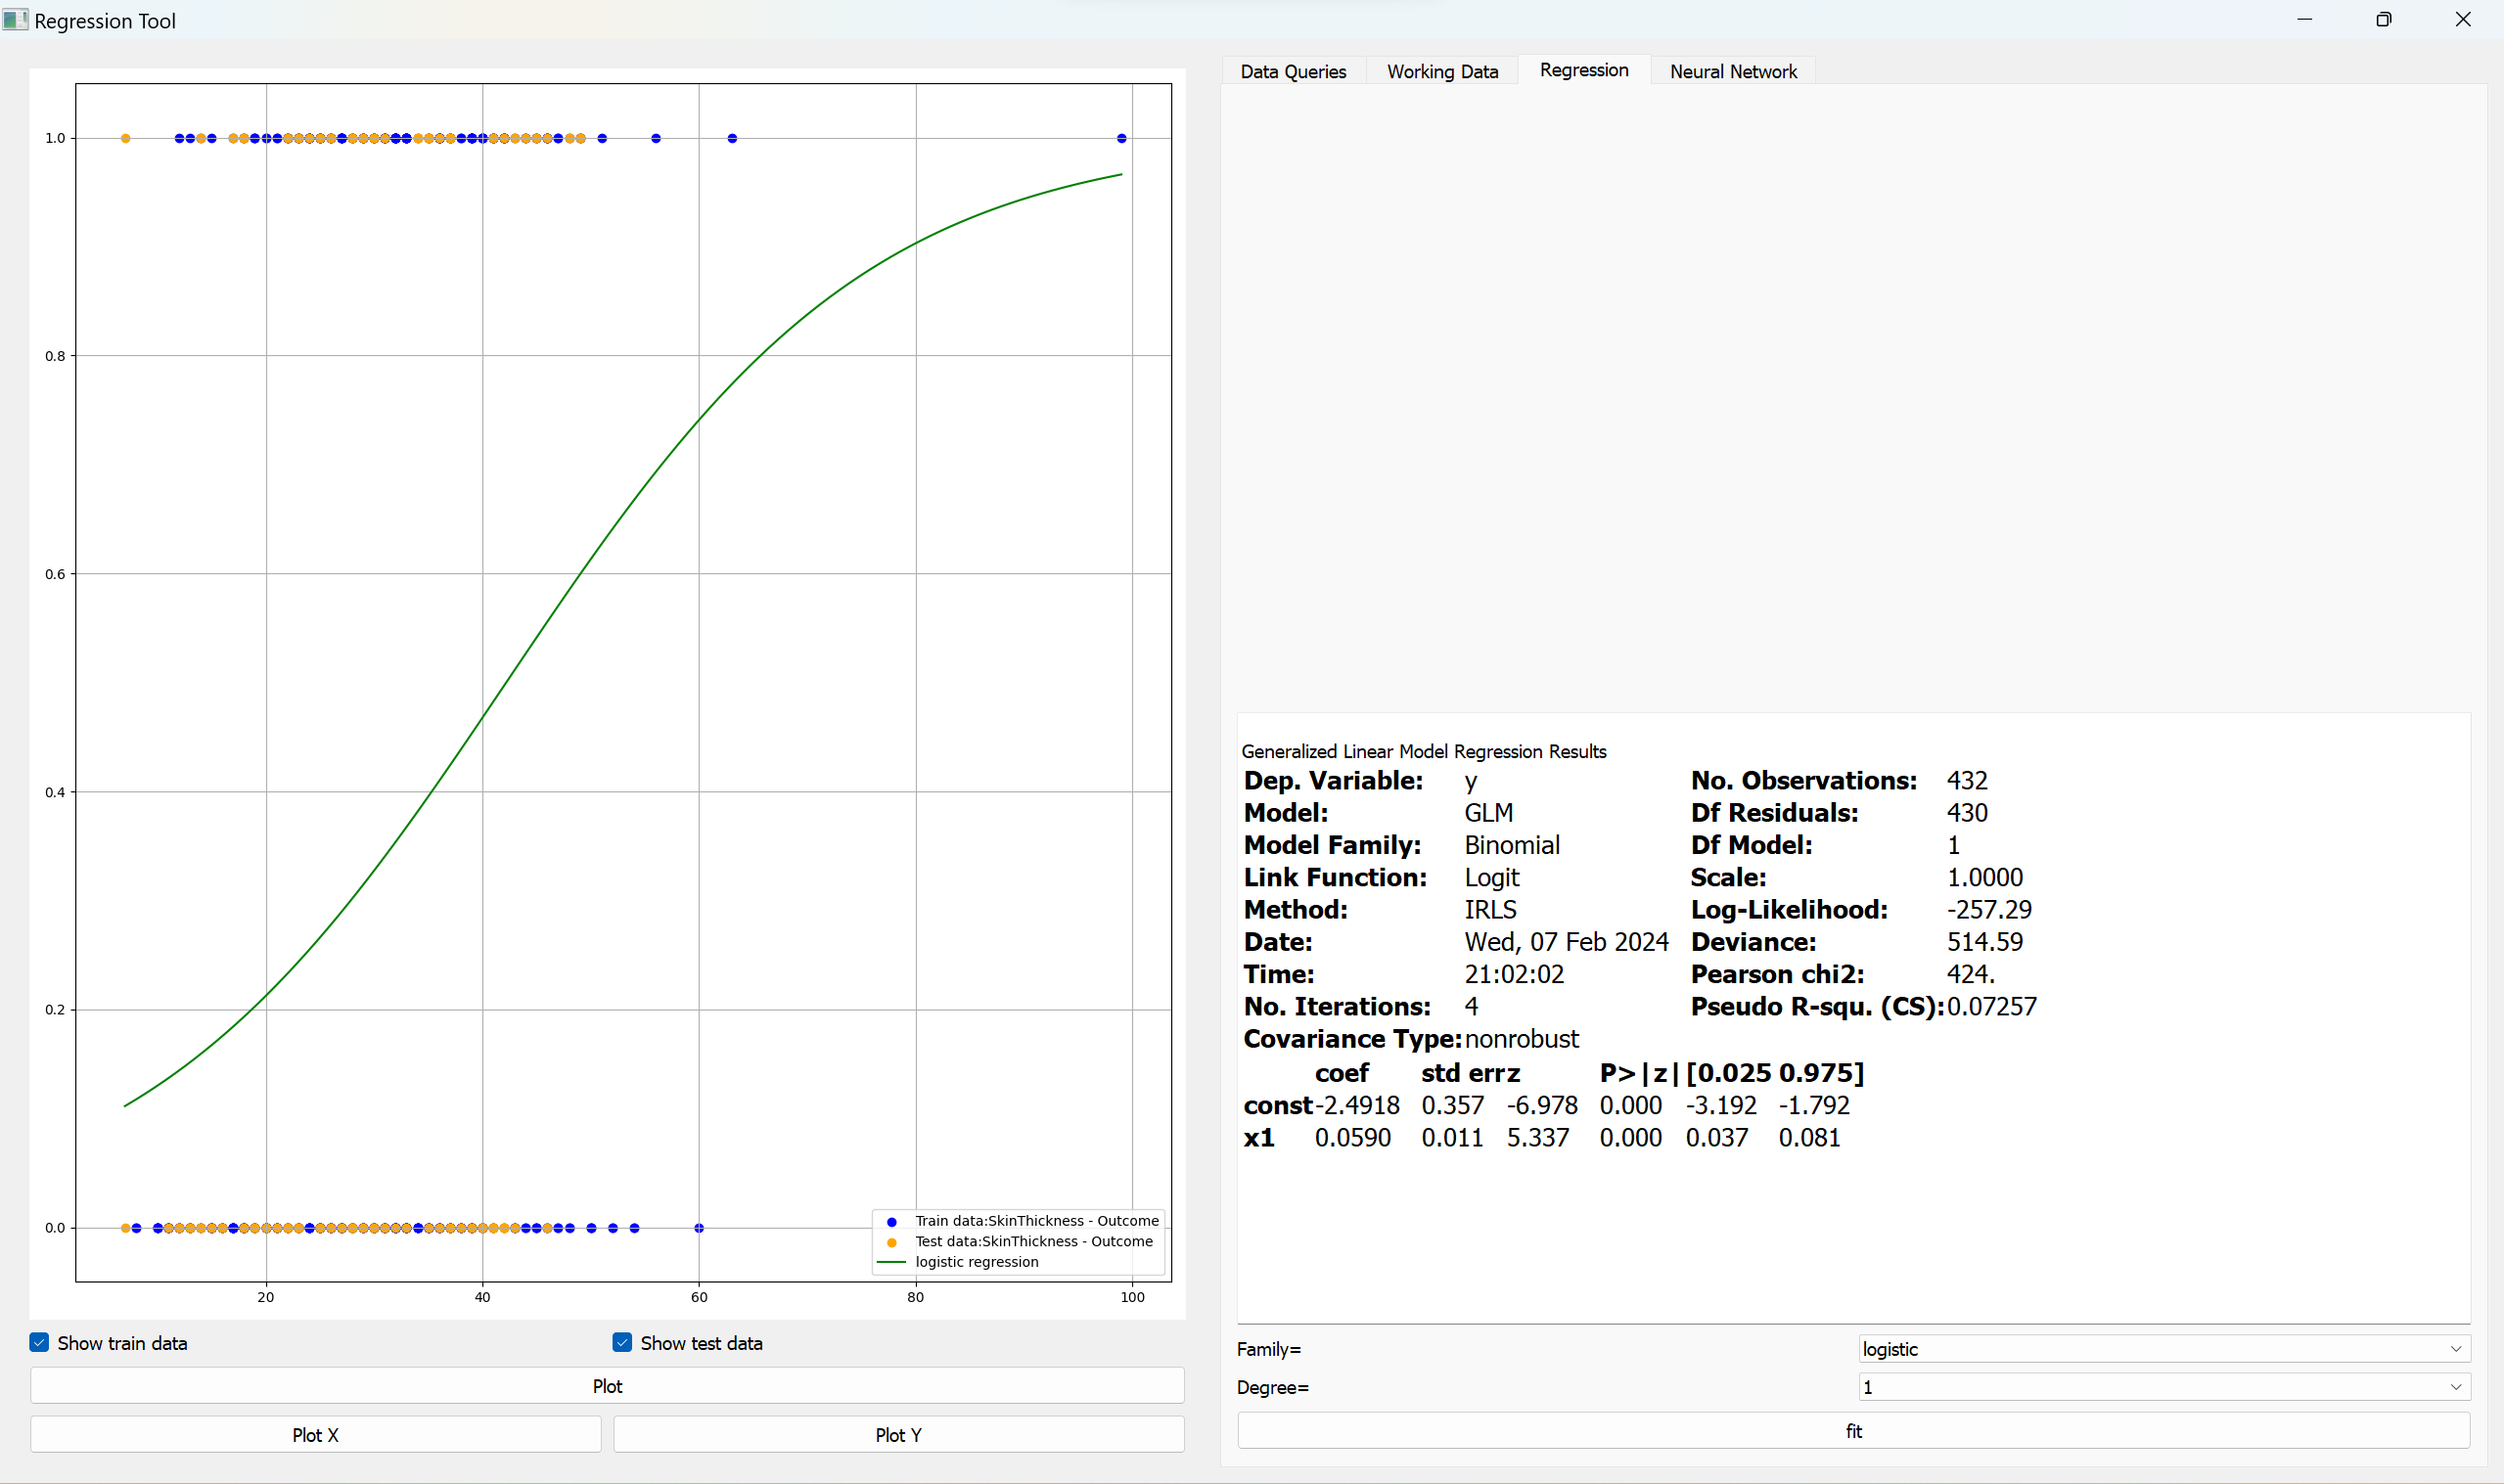 Regression Tool
Data Queries Working Data Regression Neural Network
1.0
0.8
0.6
0.4
0.2
0.0
20 40 60 80 100
Train data:SkinThickness - Outcome
Test data:SkinThickness - Outcome
logistic regression
Show train data Show test data
Plot
Plot X Plot Y
Generalized Linear Model Regression Results
Dep. Variable: y No. Observations: 432
Model: GLM Df Residuals: 430
Model Family: Binomial Df Model: 1
Link Function: Logit Scale: 1.0000
Method: IRLS Log-Likelihood: -257.29
Date: Wed, 07 Feb 2024 Deviance: 514.59
Time: 21:02:02 Pearson chi2: 424.
No. Iterations: 4 Pseudo R-squ. (CS): 0.07257
Covariance Type: nonrobust
coef std err z P>|z| [0.025 0.975]
const -2.4918 0.357 -6.978 0.000 -3.192 -1.792
x1 0.0590 0.011 5.337 0.000 0.037 0.081
Family= logistic
Degree= 1
fit